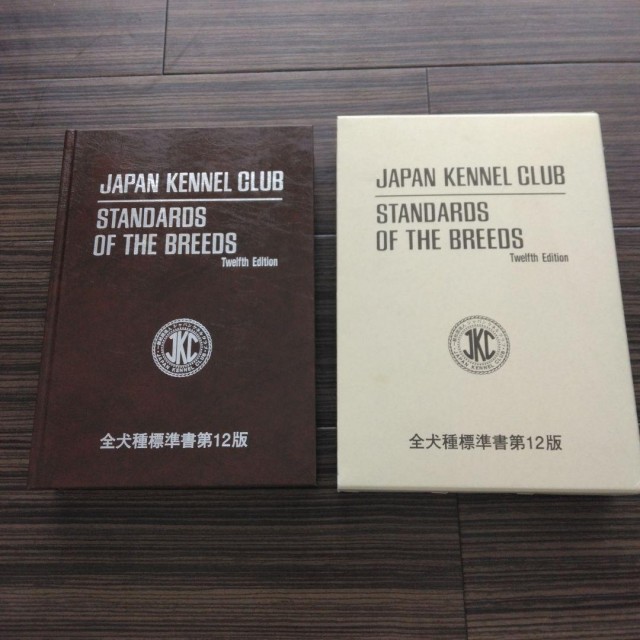 JAPAN KENNEL CLUB
STANDARDS
OF THE BREEDS
Twelfth Edition
JKC
全犬種標準書第12版
JAPAN KENNEL CLUB
STANDARDS
OF THE BREEDS
Twelfth Edition
JKC
全犬種標準書第12版